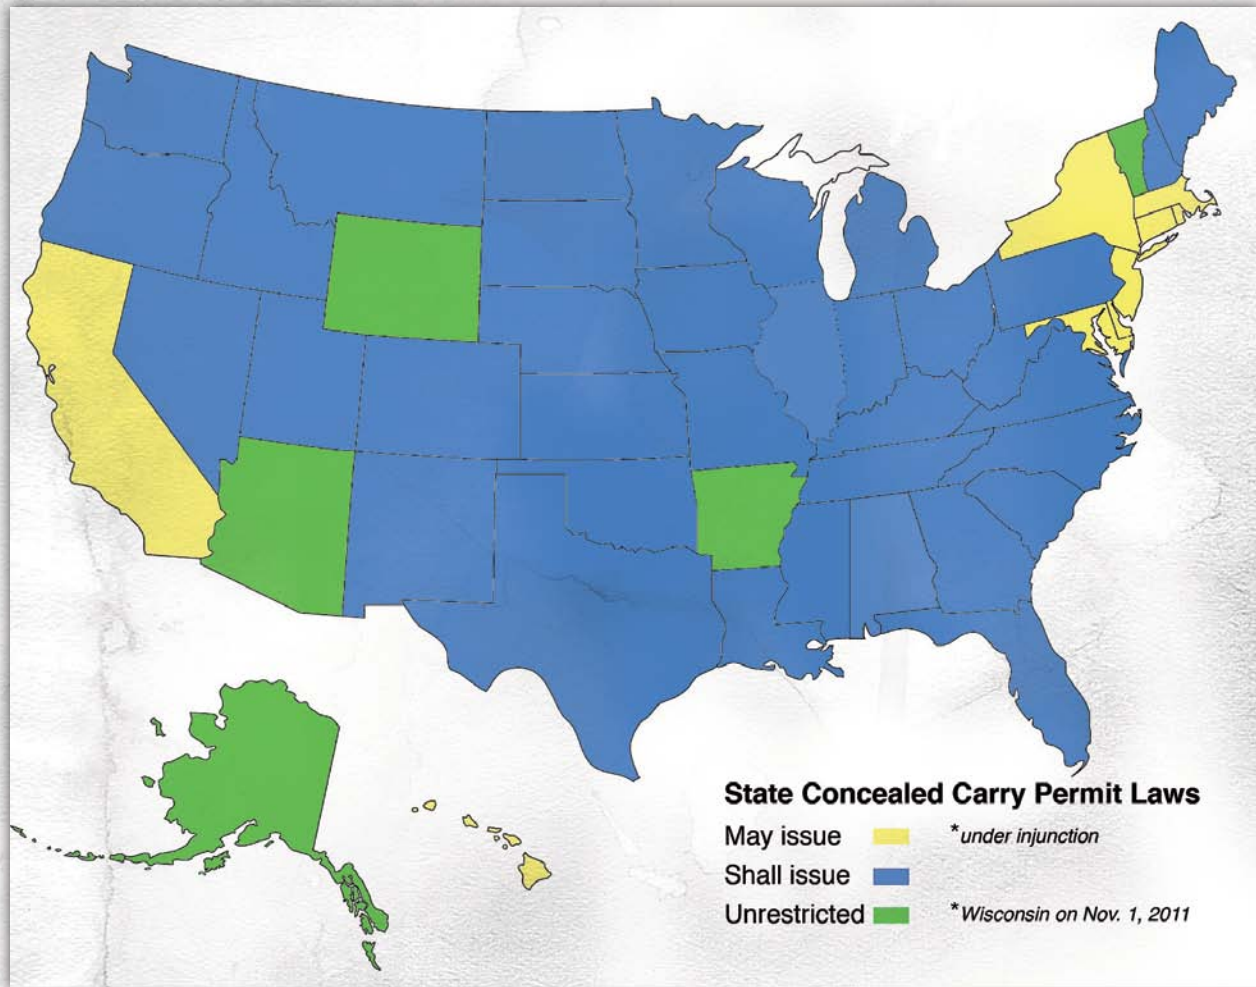 State Concealed Carry Permit Laws
May issue *under injunction
Shall issue
Unrestricted *Wisconsin on Nov. 1, 2011